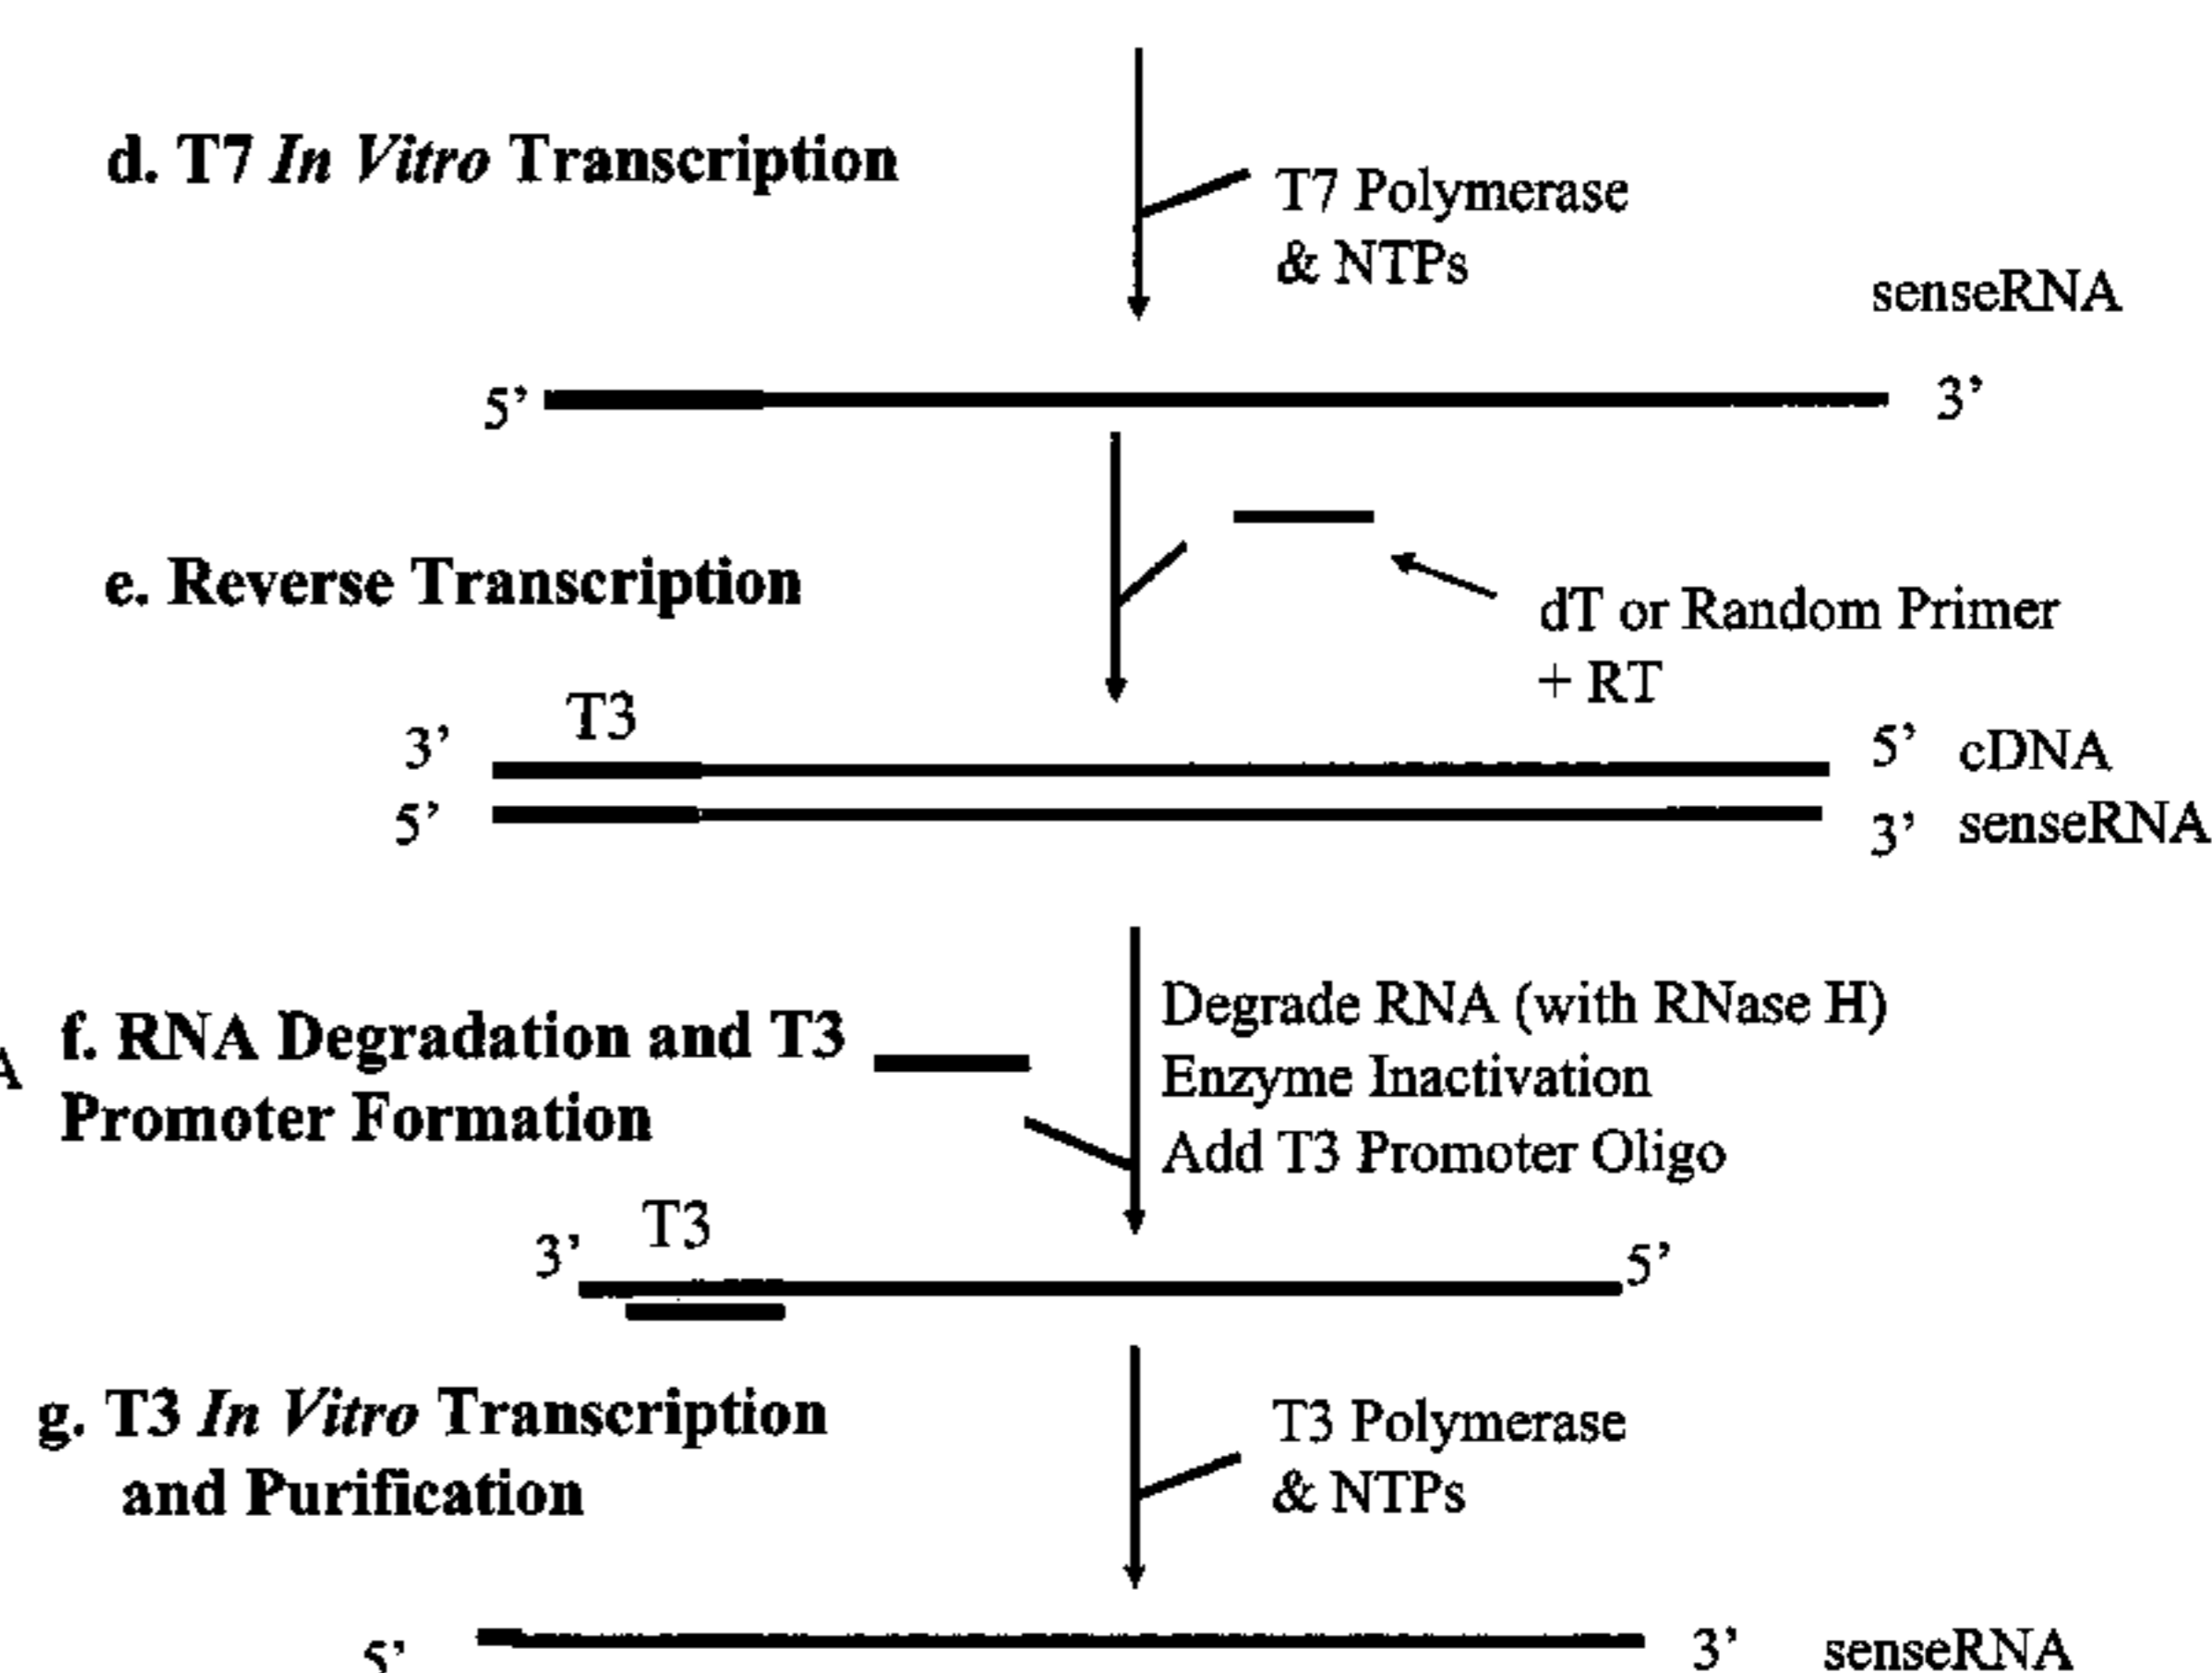 d. T7 In Vitro Transcription
T7 Polymerase
& NTPs
senseRNA
5’ 3’
e. Reverse Transcription
dT or Random Primer
+ RT
T3
3’ 5’ cDNA
5’ 3’ senseRNA
Degrade RNA (with RNase H)
f. RNA Degradation and T3
A
Enzyme Inactivation
Promoter Formation
Add T3 Promoter Oligo
T3
3’ 5’
g. T3 In Vitro Transcription
and Purification
T3 Polymerase
& NTPs
5’ 3’ senseRNA